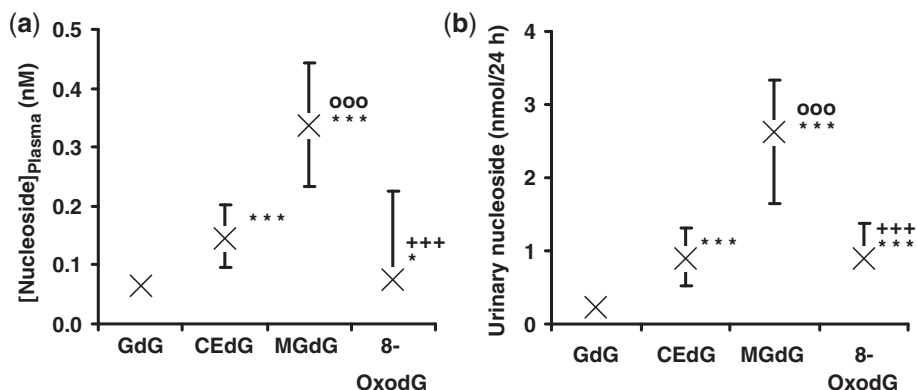 (a)
[Nucleoside]Plasma (nM)
0.5
0.4
0.3
0.2
0.1
0.0
***
ooo
***
+++
*
GdG CEdG MGdG 8-
OxodG
(b)
Urinary nucleoside (nmol/24 h)
4
3
2
1
0
***
ooo
***
+++
***
GdG CEdG MGdG 8-
OxodG